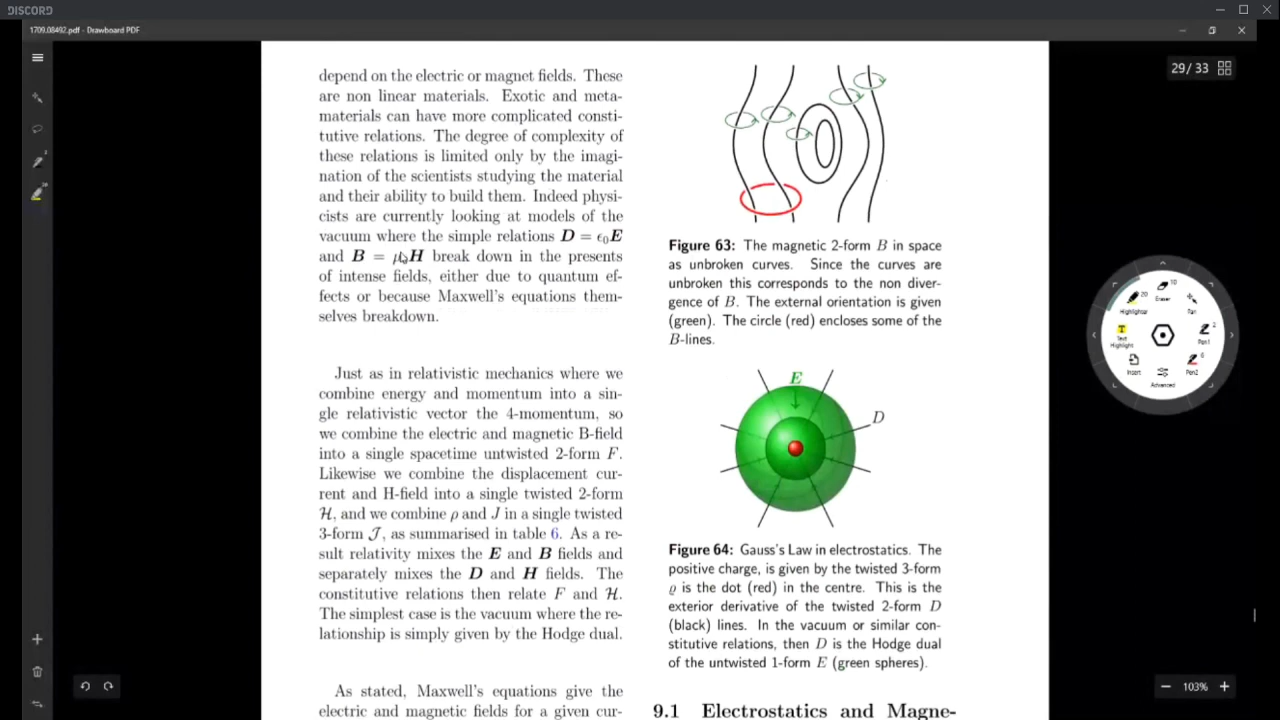 DISCORD
1709.08492.pdf - Drawboard PDF
29 / 33
depend on the electric or magnet fields. These
are non linear materials. Exotic and meta-
materials can have more complicated consti-
tutive relations. The degree of complexity of
these relations is limited only by the imagi-
nation of the scientists studying the material
and their ability to build them. Indeed physi-
cists are currently looking at models of the
vacuum where the simple relations D = ϵ₀E
and B = μ₀H break down in the presents
of intense fields, either due to quantum ef-
fects or because Maxwell's equations them-
selves breakdown.
Just as in relativistic mechanics where we
combine energy and momentum into a sin-
gle relativistic vector the 4-momentum, so
we combine the electric and magnetic B-field
into a single spacetime untwisted 2-form F.
Likewise we combine the displacement cur-
rent and H-field into a single twisted 2-form
ℋ, and we combine ρ and J in a single twisted
3-form 𝒥, as summarised in table 6. As a re-
sult relativity mixes the E and B fields and
separately mixes the D and H fields. The
constitutive relations then relate F and ℋ.
The simplest case is the vacuum where the re-
lationship is simply given by the Hodge dual.
As stated, Maxwell's equations give the
electric and magnetic fields for a given cur-
Figure 63: The magnetic 2-form B in space
as unbroken curves. Since the curves are
unbroken this corresponds to the non diver-
gence of B. The external orientation is given
(green). The circle (red) encloses some of the
B-lines.
E
D
Figure 64: Gauss's Law in electrostatics. The
positive charge, is given by the twisted 3-form
ϱ is the dot (red) in the centre. This is the
exterior derivative of the twisted 2-form D
(black) lines. In the vacuum or similar con-
stitutive relations, then D is the Hodge dual
of the untwisted 1-form E (green spheres).
9.1 Electrostatics and Magne-
10
Eraser
20
Highlighter
Pan
Text
Highlight
2
Pen1
Insert
6
Pen2
Advanced
103%